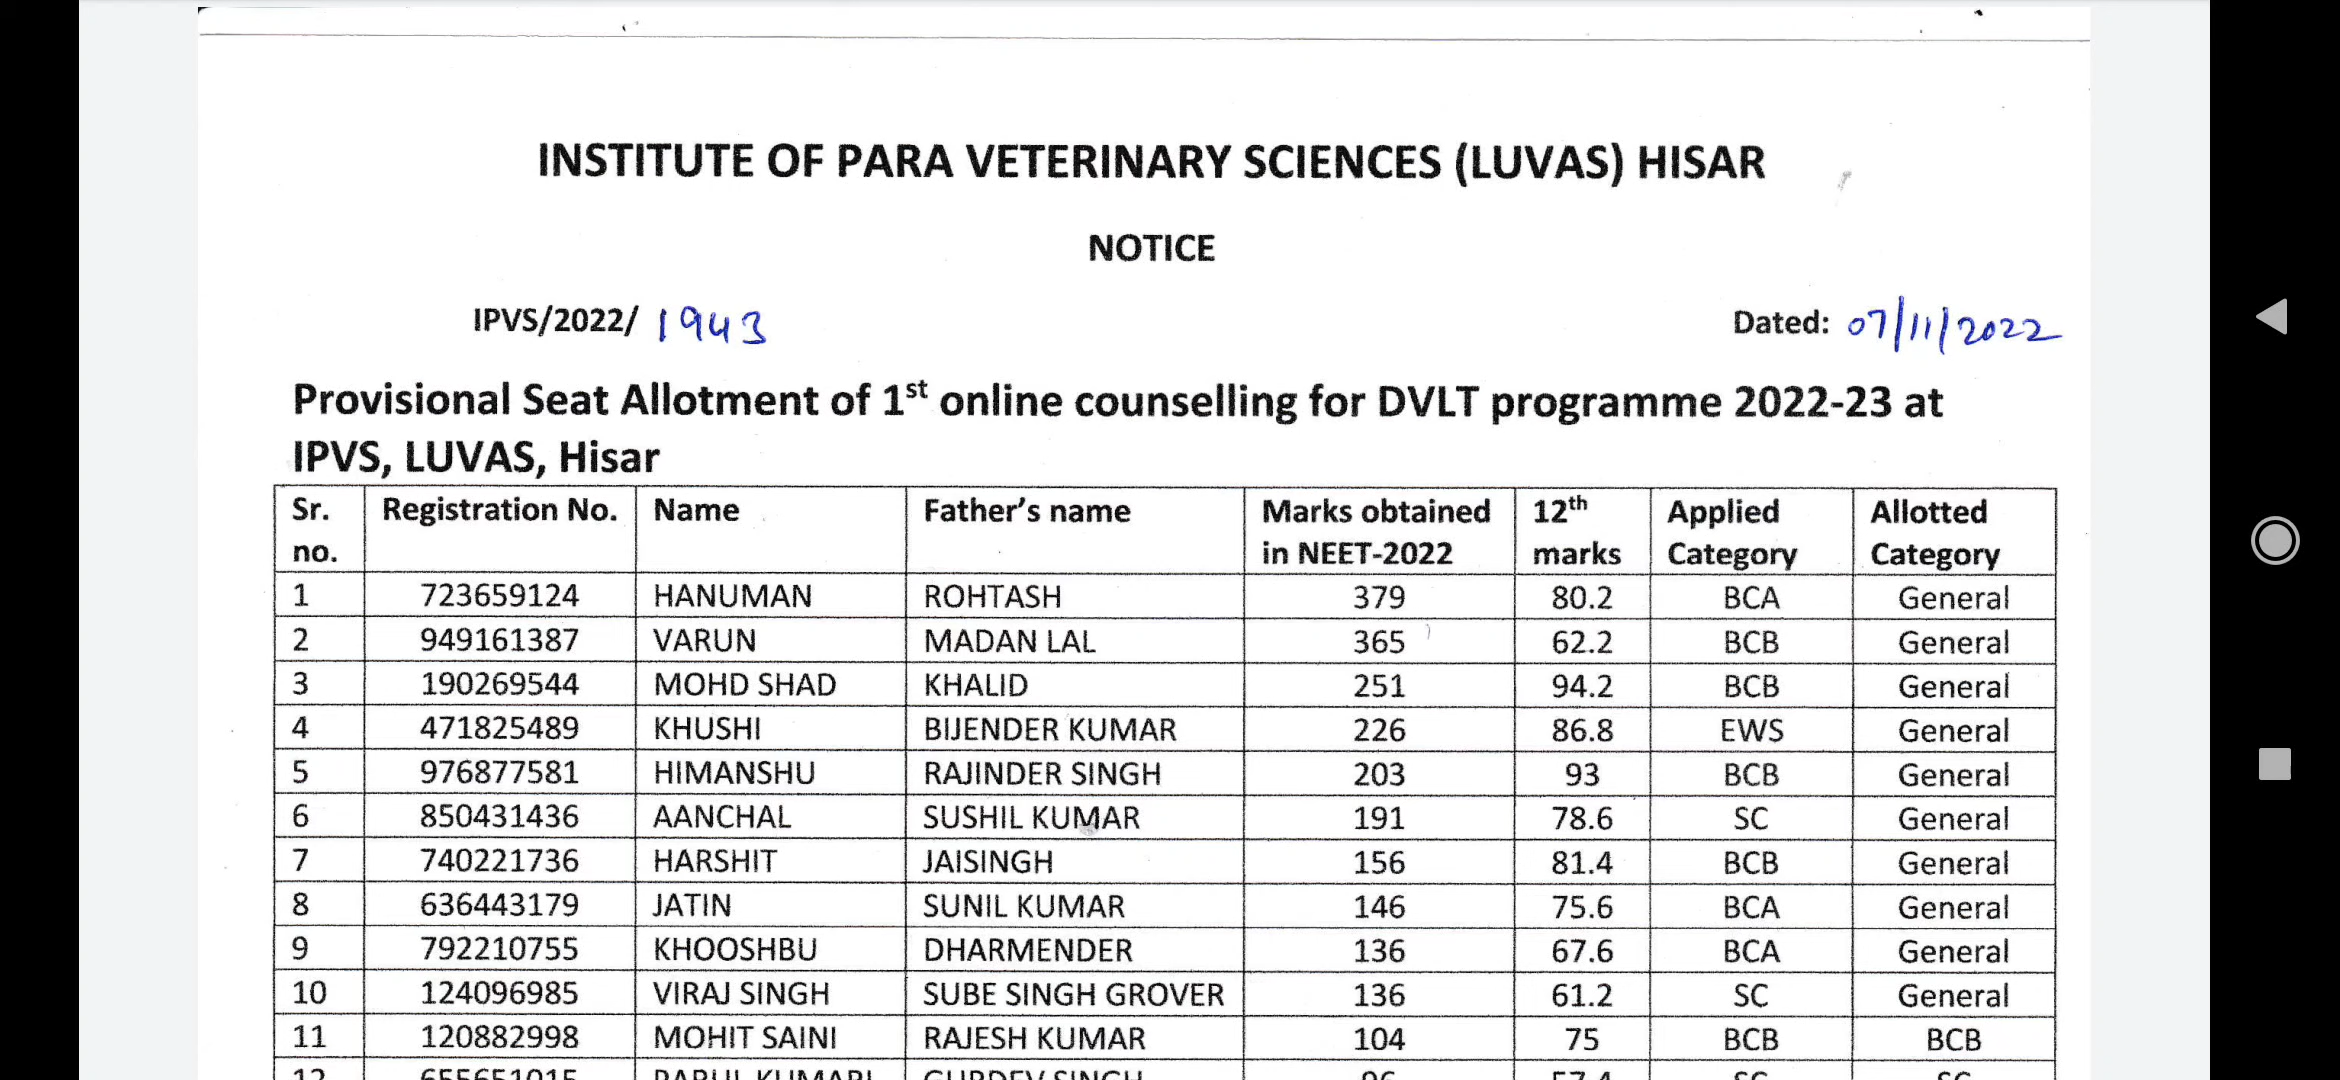 INSTITUTE OF PARA VETERINARY SCIENCES (LUVAS) HISAR
NOTICE
IPVS/2022/ 1943 Dated: 07/11/2022
Provisional Seat Allotment of 1st online counselling for DVLT programme 2022-23 at
IPVS, LUVAS, Hisar
Sr. no. Registration No. Name Father's name Marks obtained in NEET-2022 12th marks Applied Category Allotted Category
1 723659124 HANUMAN ROHTASH 379 80.2 BCA General
2 949161387 VARUN MADAN LAL 365 62.2 BCB General
3 190269544 MOHD SHAD KHALID 251 94.2 BCB General
4 471825489 KHUSHI BIJENDER KUMAR 226 86.8 EWS General
5 976877581 HIMANSHU RAJINDER SINGH 203 93 BCB General
6 850431436 AANCHAL SUSHIL KUMAR 191 78.6 SC General
7 740221736 HARSHIT JAISINGH 156 81.4 BCB General
8 636443179 JATIN SUNIL KUMAR 146 75.6 BCA General
9 792210755 KHOOSHBU DHARMENDER 136 67.6 BCA General
10 124096985 VIRAJ SINGH SUBE SINGH GROVER 136 61.2 SC General
11 120882998 MOHIT SAINI RAJESH KUMAR 104 75 BCB BCB
12